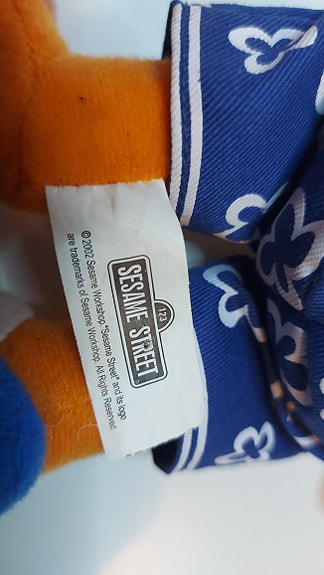 123
SESAME STREET
© 2002 Sesame Workshop "Sesame Street" and its logo
are trademarks of Sesame Workshop. All Rights Reserved.